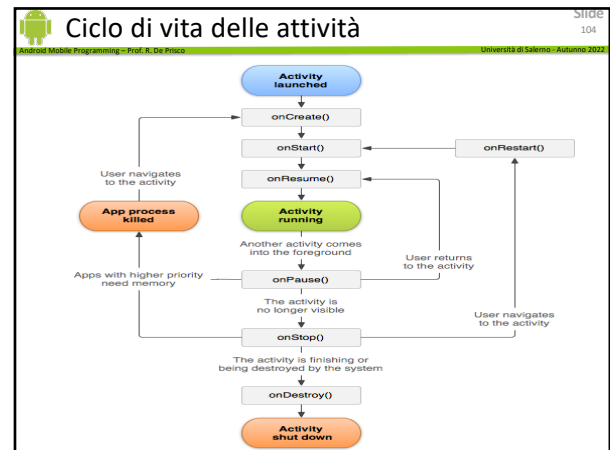 Ciclo di vita delle attività
Slide
104
Android Mobile Programming – Prof. R. De Prisco
Università di Salerno - Autunno 2022
Activity
launched
onCreate()
onStart()
onRestart()
onResume()
User navigates
to the activity
App process
killed
Activity
running
Another activity comes
into the foreground
User returns
to the activity
Apps with higher priority
need memory
onPause()
The activity is
no longer visible
User navigates
to the activity
onStop()
The activity is finishing or
being destroyed by the system
onDestroy()
Activity
shut down